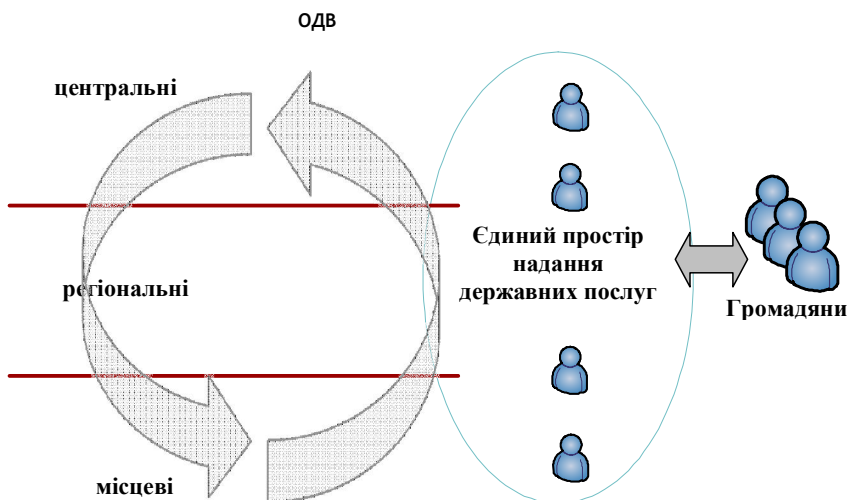 ОДВ
центральні
Єдиний простір
надання
державних послуг
регіональні
Громадяни
місцеві